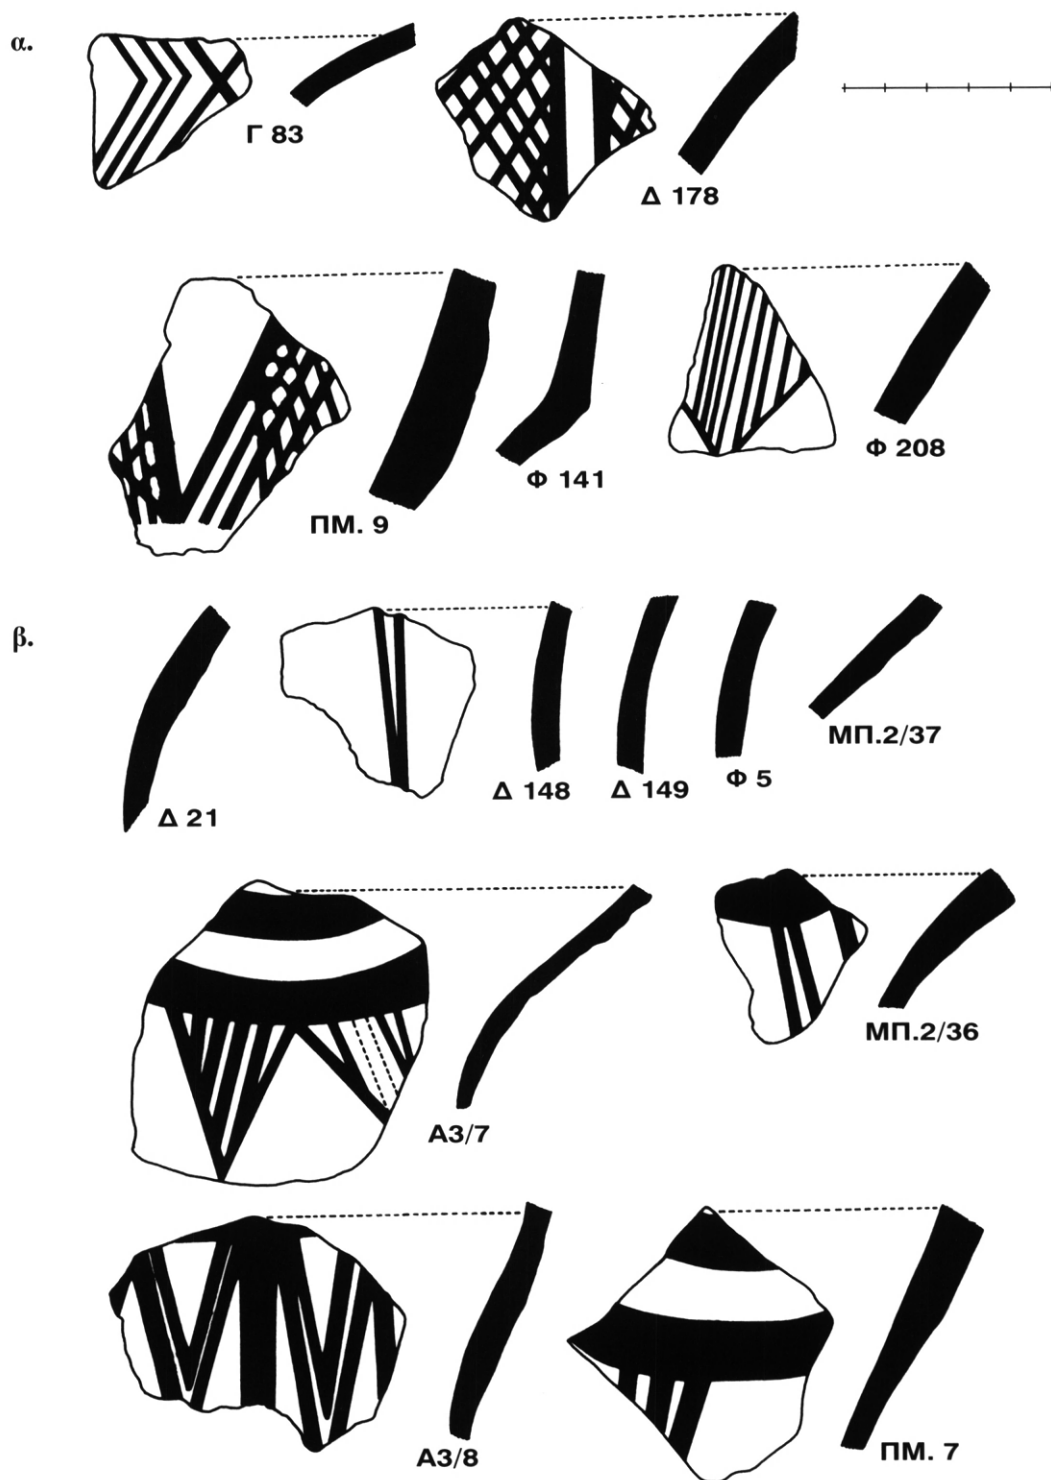 α.
Γ 83
Δ 178
ΠΜ. 9
Φ 141
Φ 208
β.
Δ 21
Δ 148
Δ 149
Φ 5
ΜΠ.2/37
Α3/7
ΜΠ.2/36
Α3/8
ΠΜ. 7